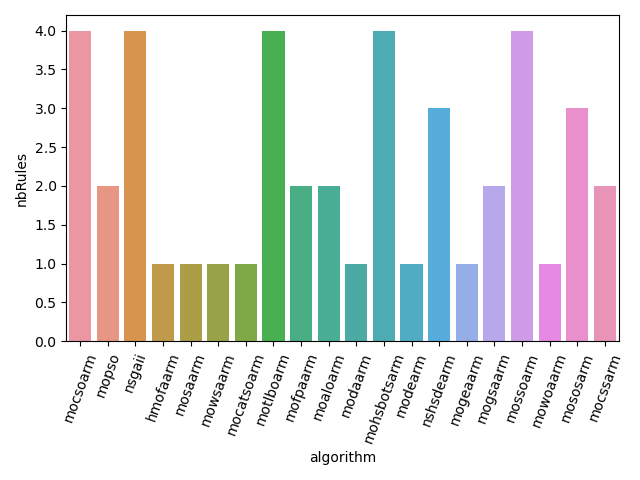 4.0
3.5
3.0
2.5
2.0
1.5
1.0
0.5
0.0
nbRules
mocsoarm
mopso
nsgaii
hmofaarm
mosaarm
mowsaarm
mocatsoarm
motlboarm
mofpaarm
moaloarm
modaarm
mohsbotsarm
modearm
nshsdearm
mogeaarm
mogsaarm
mossoarm
mowoaarm
mososarm
mocssarm
algorithm